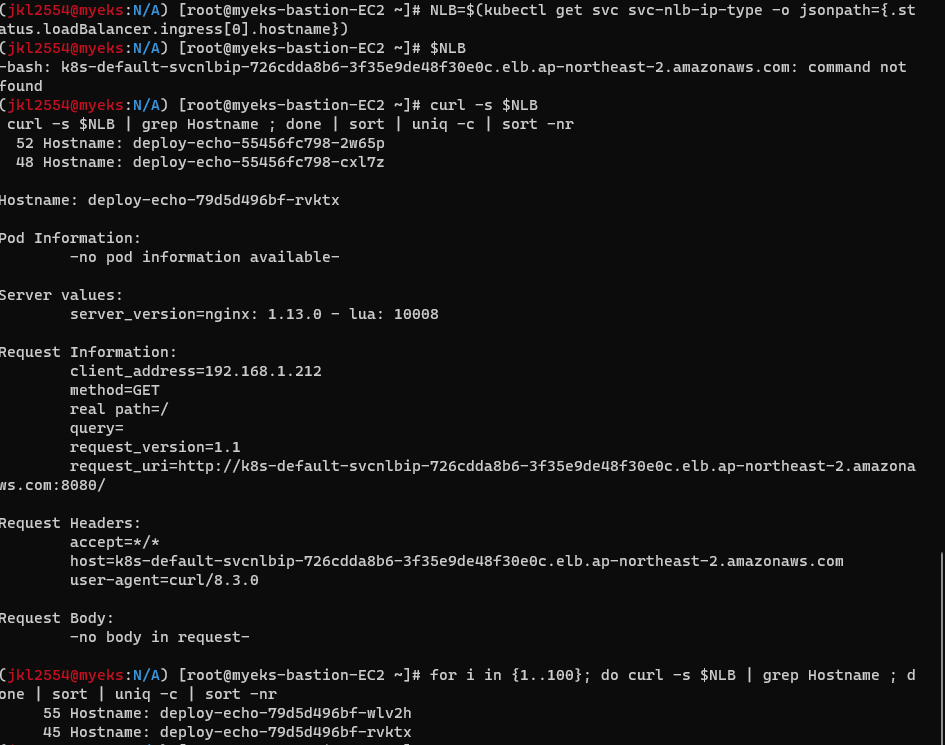 (jkl2554@myeks:N/A) [root@myeks-bastion-EC2 ~]# NLB=$(kubectl get svc svc-nlb-ip-type -o jsonpath={.st
atus.loadBalancer.ingress[0].hostname})
(jkl2554@myeks:N/A) [root@myeks-bastion-EC2 ~]# $NLB
-bash: k8s-default-svcnlbip-726cdda8b6-3f35e9de48f30e0c.elb.ap-northeast-2.amazonaws.com: command not
found
(jkl2554@myeks:N/A) [root@myeks-bastion-EC2 ~]# curl -s $NLB
 curl -s $NLB | grep Hostname ; done | sort | uniq -c | sort -nr
  52 Hostname: deploy-echo-55456fc798-2w65p
  48 Hostname: deploy-echo-55456fc798-cxl7z
Hostname: deploy-echo-79d5d496bf-rvktx
Pod Information:
        -no pod information available-
Server values:
        server_version=nginx: 1.13.0 - lua: 10008
Request Information:
        client_address=192.168.1.212
        method=GET
        real path=/
        query=
        request_version=1.1
        request_uri=http://k8s-default-svcnlbip-726cdda8b6-3f35e9de48f30e0c.elb.ap-northeast-2.amazona
ws.com:8080/
Request Headers:
        accept=*/*
        host=k8s-default-svcnlbip-726cdda8b6-3f35e9de48f30e0c.elb.ap-northeast-2.amazonaws.com
        user-agent=curl/8.3.0
Request Body:
        -no body in request-
(jkl2554@myeks:N/A) [root@myeks-bastion-EC2 ~]# for i in {1..100}; do curl -s $NLB | grep Hostname ; d
one | sort | uniq -c | sort -nr
     55 Hostname: deploy-echo-79d5d496bf-wlv2h
     45 Hostname: deploy-echo-79d5d496bf-rvktx